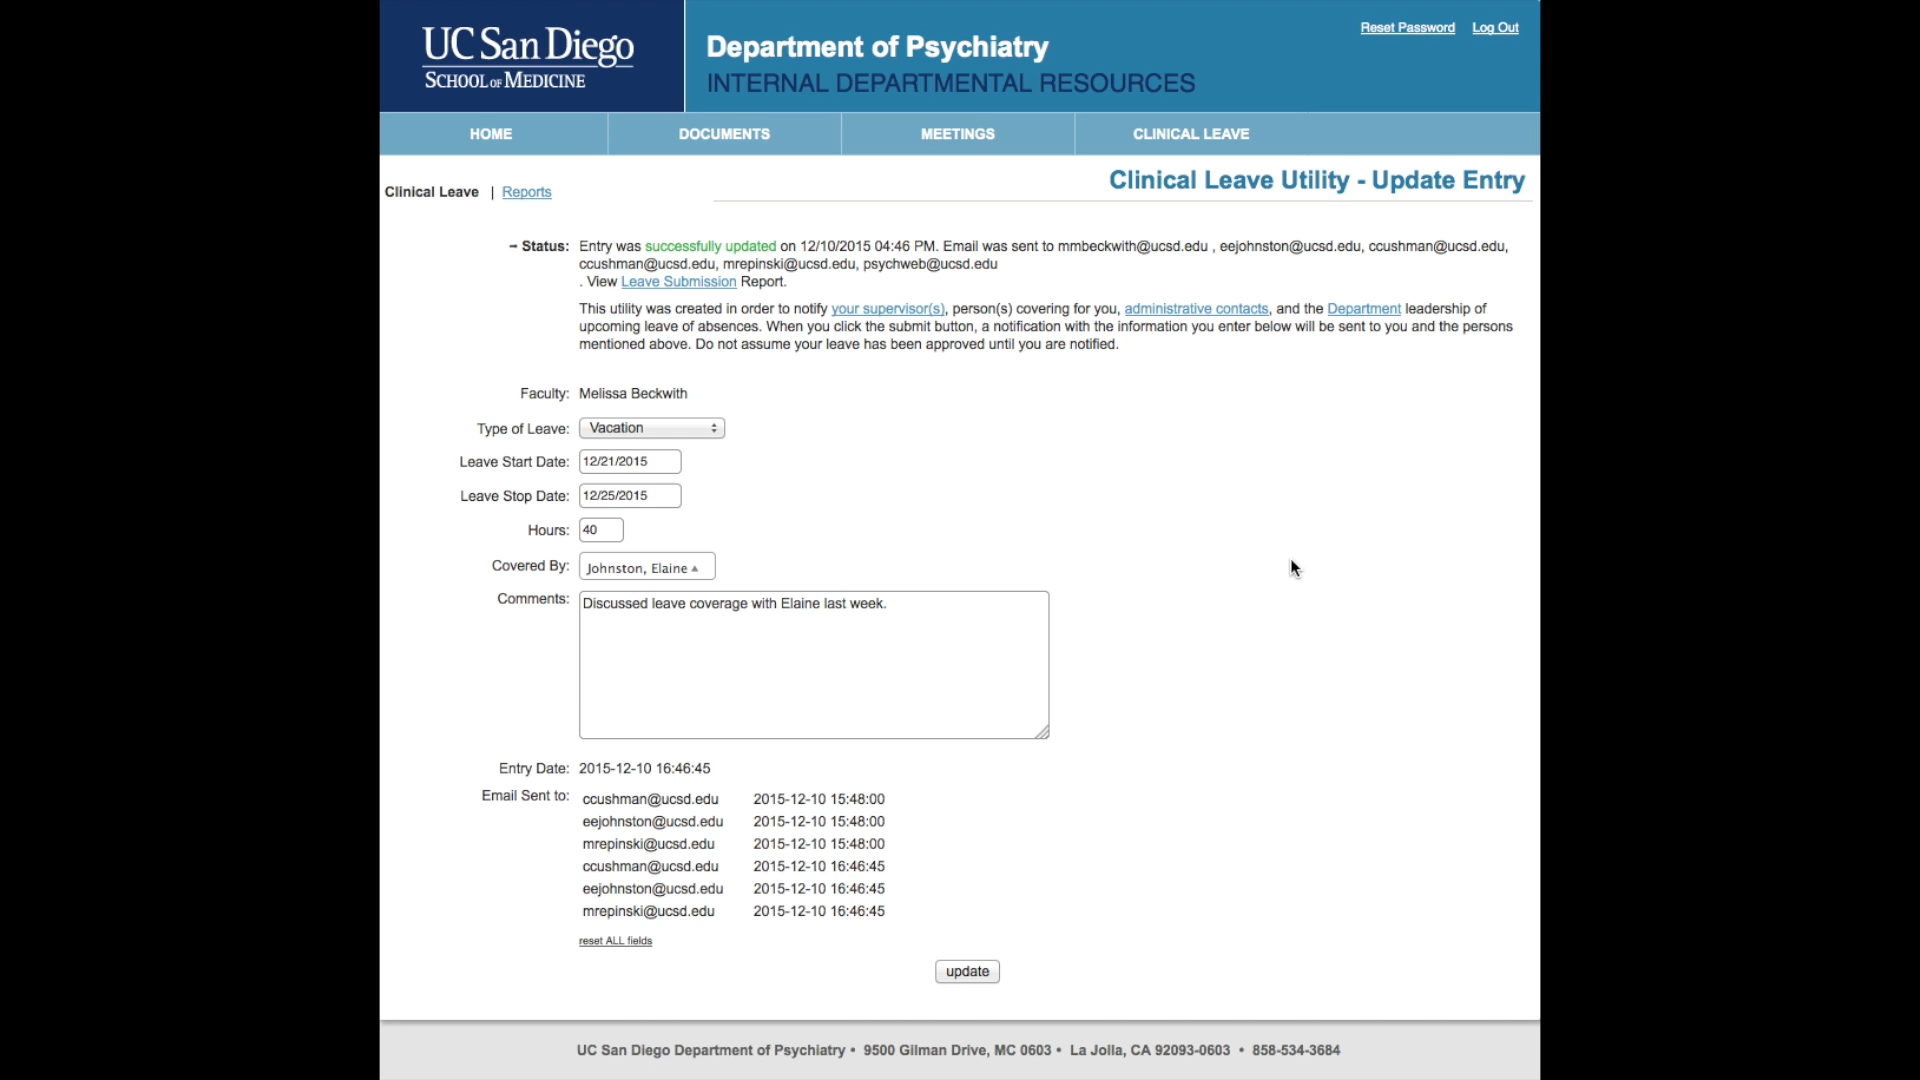 UC San Diego
SCHOOL OF MEDICINE
Department of Psychiatry
INTERNAL DEPARTMENTAL RESOURCES
Reset Password Log Out
HOME DOCUMENTS MEETINGS CLINICAL LEAVE
Clinical Leave | Reports
Clinical Leave Utility - Update Entry
Status: Entry was successfully updated on 12/10/2015 04:46 PM. Email was sent to mmbeckwith@ucsd.edu , eejohnston@ucsd.edu, ccushman@ucsd.edu,
ccushman@ucsd.edu, mrepinski@ucsd.edu, psychweb@ucsd.edu
. View Leave Submission Report.
This utility was created in order to notify your supervisor(s), person(s) covering for you, administrative contacts, and the Department leadership of
upcoming leave of absences. When you click the submit button, a notification with the information you enter below will be sent to you and the persons
mentioned above. Do not assume your leave has been approved until you are notified.
Faculty: Melissa Beckwith
Type of Leave: Vacation
Leave Start Date: 12/21/2015
Leave Stop Date: 12/25/2015
Hours: 40
Covered By: Johnston, Elaine
Comments: Discussed leave coverage with Elaine last week.
Entry Date: 2015-12-10 16:46:45
Email Sent to: ccushman@ucsd.edu 2015-12-10 15:48:00
eejohnston@ucsd.edu 2015-12-10 15:48:00
mrepinski@ucsd.edu 2015-12-10 15:48:00
ccushman@ucsd.edu 2015-12-10 16:46:45
eejohnston@ucsd.edu 2015-12-10 16:46:45
mrepinski@ucsd.edu 2015-12-10 16:46:45
reset ALL fields
update
UC San Diego Department of Psychiatry • 9500 Gilman Drive, MC 0603 • La Jolla, CA 92093-0603 • 858-534-3684